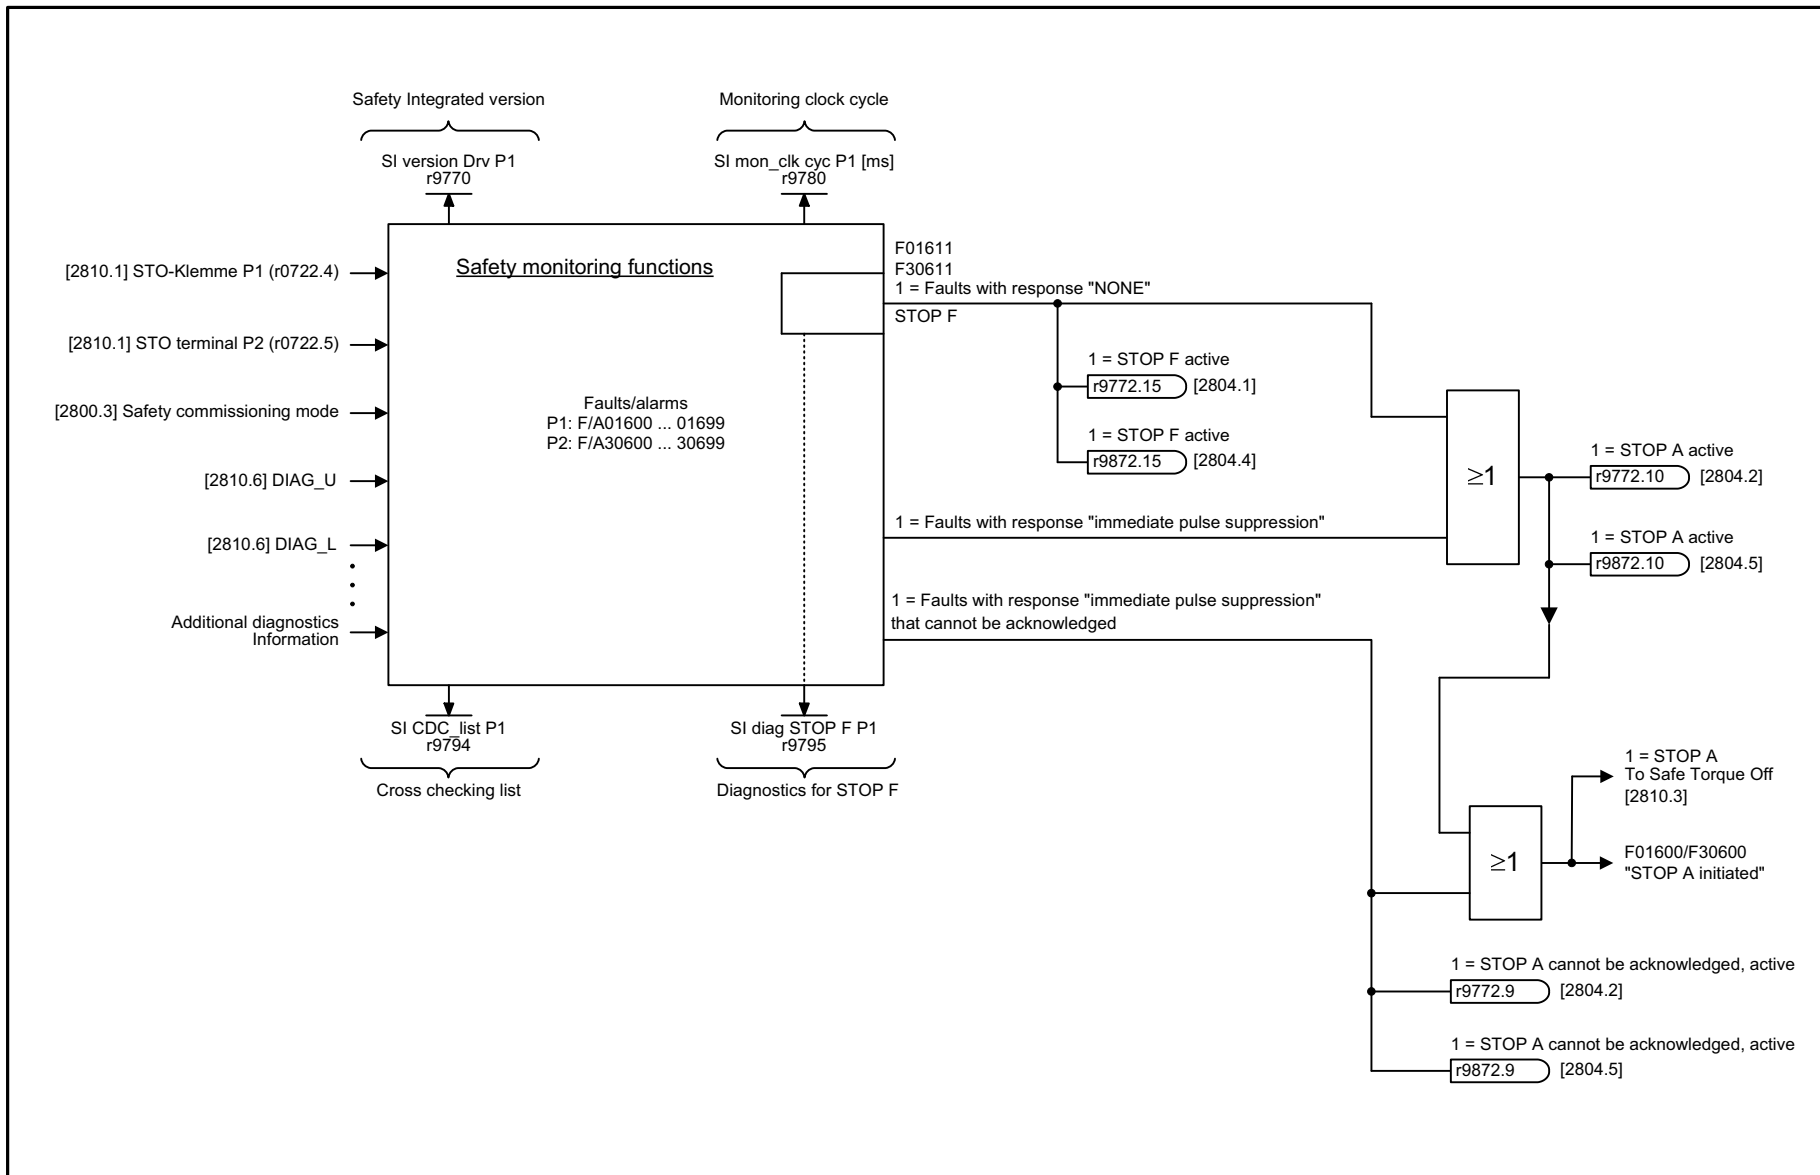 Safety Integrated version
SI version Drv P1
r9770
Monitoring clock cycle
SI mon_clk cyc P1 [ms]
r9780
[2810.1] STO-Klemme P1 (r0722.4)
[2810.1] STO terminal P2 (r0722.5)
[2800.3] Safety commissioning mode
[2810.6] DIAG_U
[2810.6] DIAG_L
Additional diagnostics
Information
Safety monitoring functions
Faults/alarms
P1: F/A01600 ... 01699
P2: F/A30600 ... 30699
SI CDC_list P1
r9794
Cross checking list
SI diag STOP F P1
r9795
Diagnostics for STOP F
F01611
F30611
1 = Faults with response "NONE"
STOP F
1 = STOP F active
r9772.15 [2804.1]
1 = STOP F active
r9872.15 [2804.4]
1 = Faults with response "immediate pulse suppression"
1 = Faults with response "immediate pulse suppression"
that cannot be acknowledged
≥1
1 = STOP A active
r9772.10 [2804.2]
1 = STOP A active
r9872.10 [2804.5]
≥1
1 = STOP A
To Safe Torque Off
[2810.3]
F01600/F30600
"STOP A initiated"
1 = STOP A cannot be acknowledged, active
r9772.9 [2804.2]
1 = STOP A cannot be acknowledged, active
r9872.9 [2804.5]